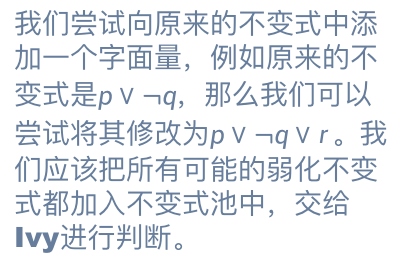 我们尝试向原来的不变式中添
加一个字面量，例如原来的不
变式是p ∨ ¬q，那么我们可以
尝试将其修改为p ∨ ¬q ∨ r 。我
们应该把所有可能的弱化不变
式都加入不变式池中，交给
Ivy进行判断。